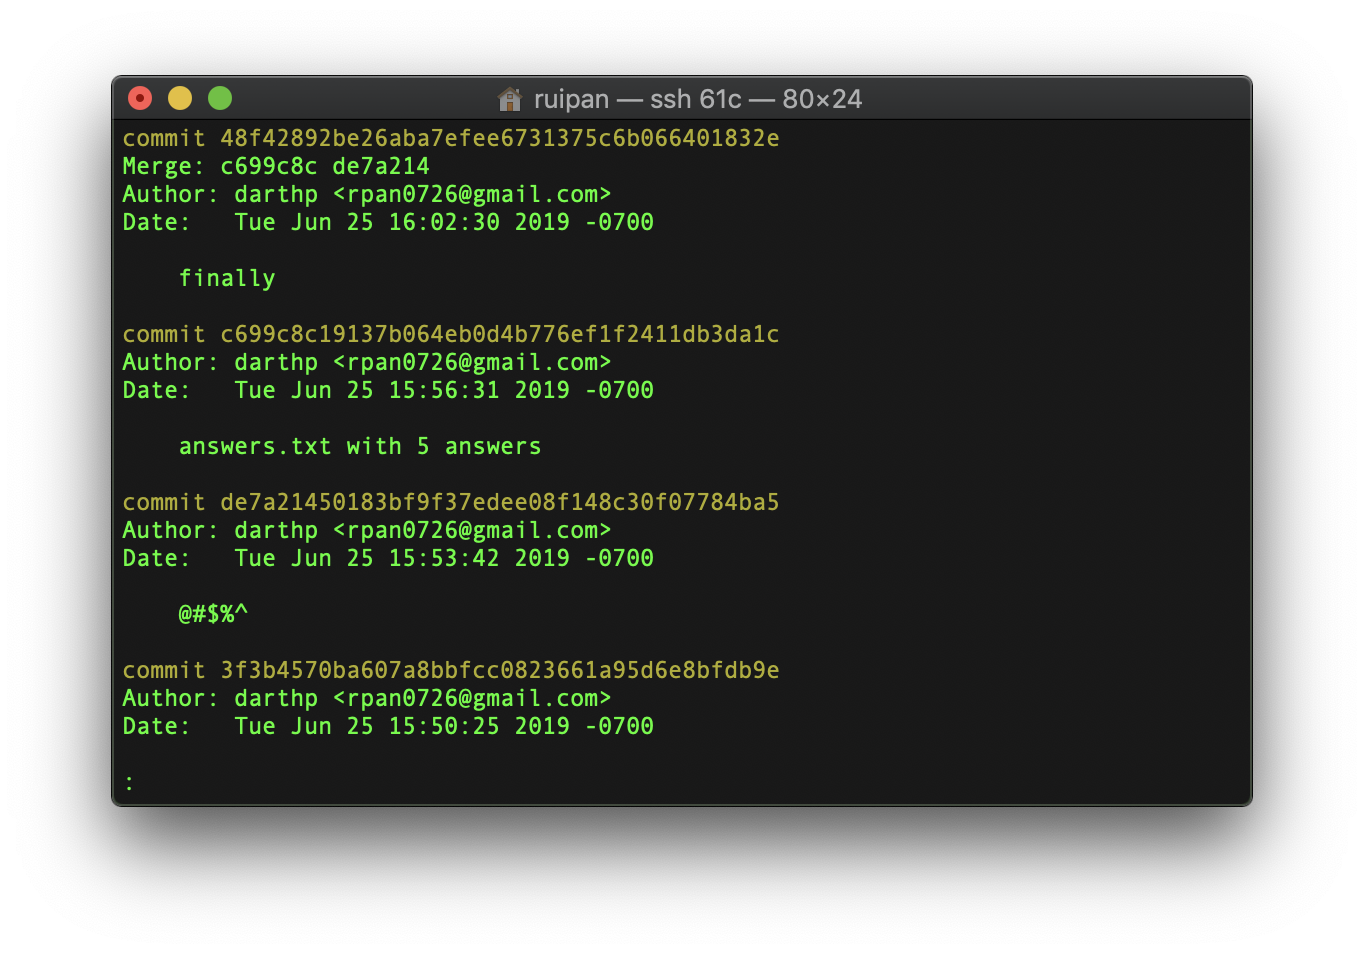 ruipan — ssh 61c — 80×24
commit 48f42892be26aba7efee6731375c6b066401832e
Merge: c699c8c de7a214
Author: darthp <rpan0726@gmail.com>
Date:   Tue Jun 25 16:02:30 2019 -0700
    finally
commit c699c8c19137b064eb0d4b776ef1f2411db3da1c
Author: darthp <rpan0726@gmail.com>
Date:   Tue Jun 25 15:56:31 2019 -0700
    answers.txt with 5 answers
commit de7a21450183bf9f37edee08f148c30f07784ba5
Author: darthp <rpan0726@gmail.com>
Date:   Tue Jun 25 15:53:42 2019 -0700
    @#$%^
commit 3f3b4570ba607a8bbfcc0823661a95d6e8bfdb9e
Author: darthp <rpan0726@gmail.com>
Date:   Tue Jun 25 15:50:25 2019 -0700
: